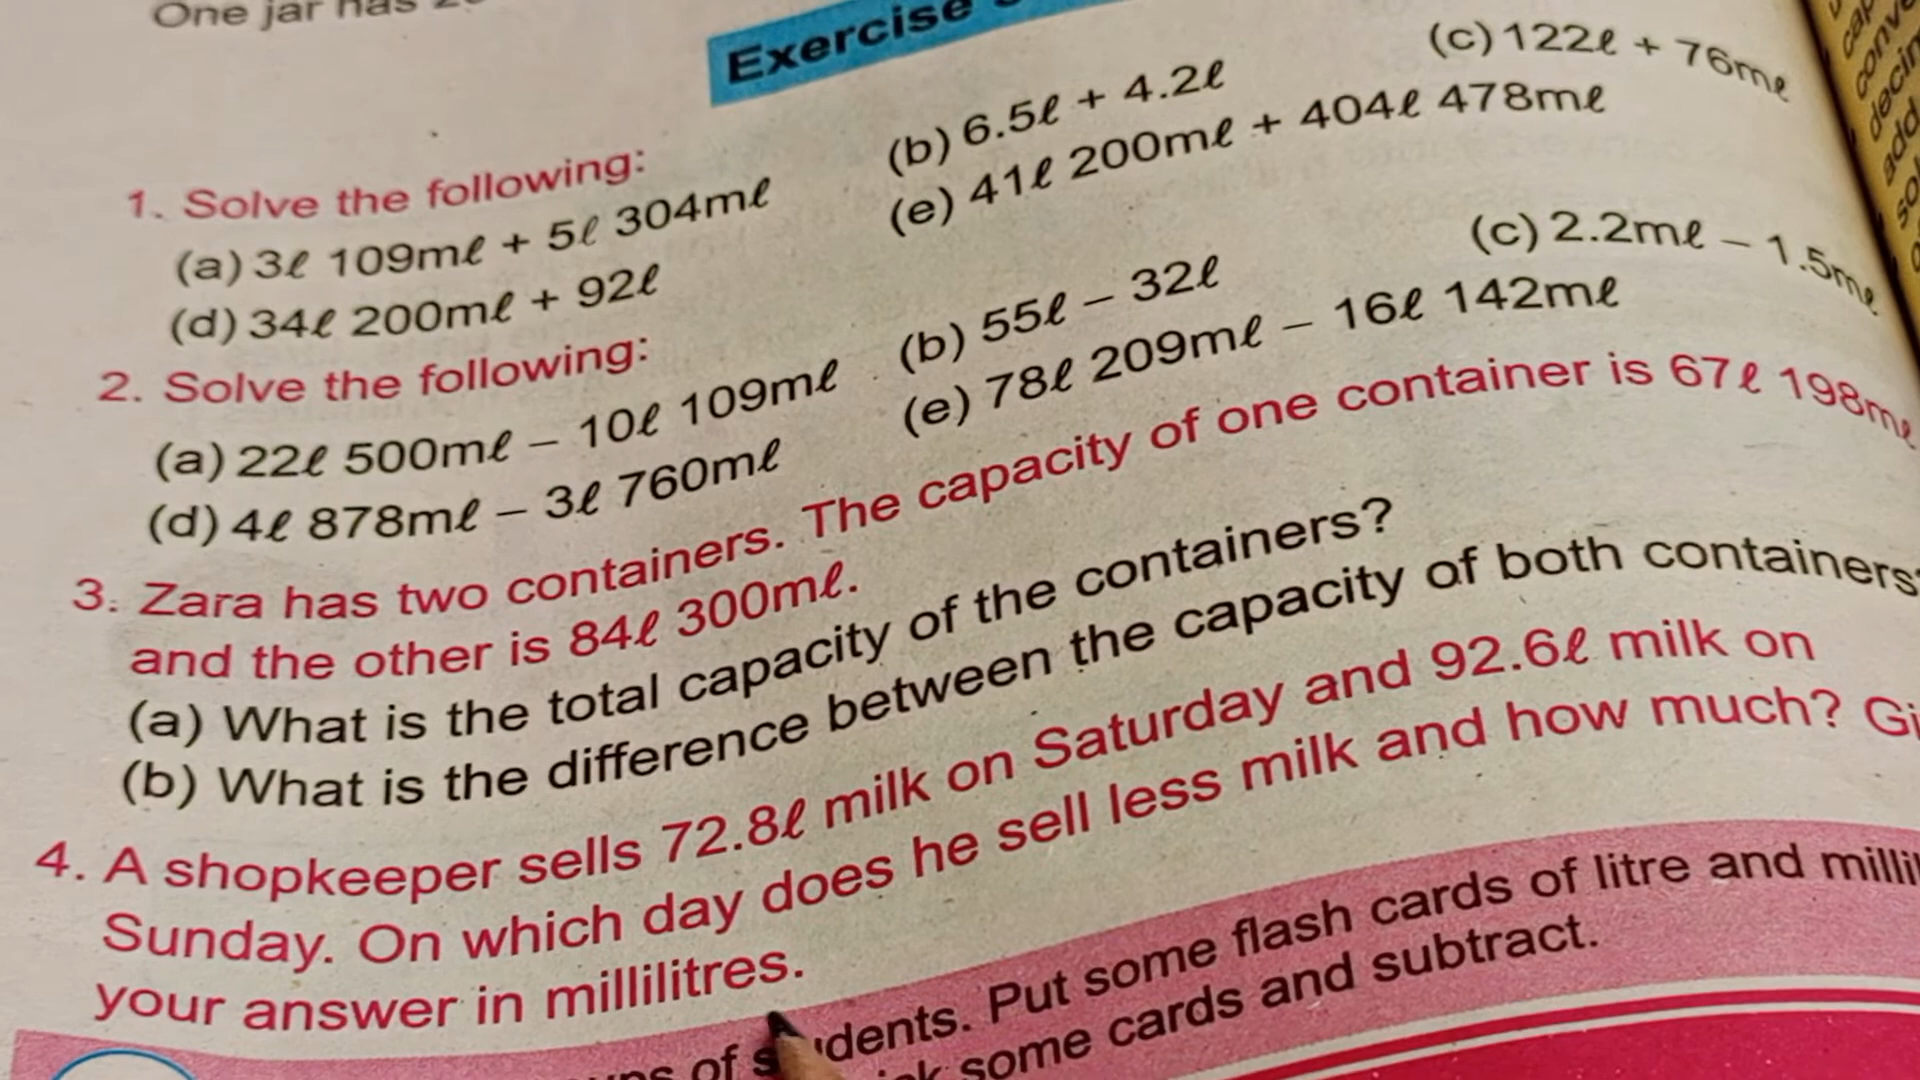 One jar has
Exercise
1. Solve the following:
(a) 3ℓ 109mℓ + 5ℓ 304mℓ (b) 6.5ℓ + 4.2ℓ (c) 122ℓ + 76mℓ
(d) 34ℓ 200mℓ + 92ℓ (e) 41ℓ 200mℓ + 404ℓ 478mℓ
2. Solve the following:
(a) 22ℓ 500mℓ – 10ℓ 109mℓ (b) 55ℓ – 32ℓ (c) 2.2mℓ – 1.5mℓ
(d) 4ℓ 878mℓ – 3ℓ 760mℓ (e) 78ℓ 209mℓ – 16ℓ 142mℓ
3. Zara has two containers. The capacity of one container is 67ℓ 198mℓ
and the other is 84ℓ 300mℓ.
(a) What is the total capacity of the containers?
(b) What is the difference between the capacity of both containers
4. A shopkeeper sells 72.8ℓ milk on Saturday and 92.6ℓ milk on
Sunday. On which day does he sell less milk and how much?
your answer in millilitres.
of Put some flash cards of litre and
some cards and subtract.